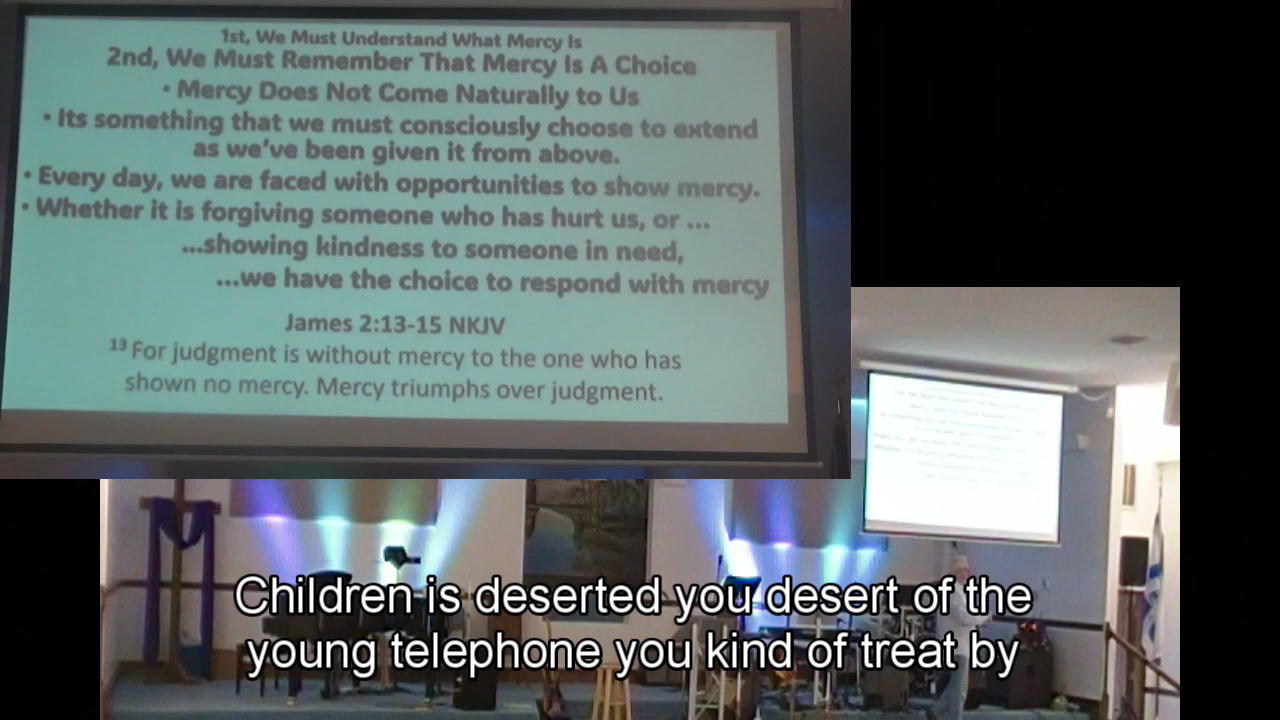 1st, We Must Understand What Mercy Is
2nd, We Must Remember That Mercy Is A Choice
• Mercy Does Not Come Naturally to Us
• Its something that we must consciously choose to extend
as we've been given it from above.
• Every day, we are faced with opportunities to show mercy.
• Whether it is forgiving someone who has hurt us, or ...
...showing kindness to someone in need,
...we have the choice to respond with mercy
James 2:13-15 NKJV
13 For judgment is without mercy to the one who has
shown no mercy. Mercy triumphs over judgment.
Children is deserted you desert of the
young telephone you kind of treat by